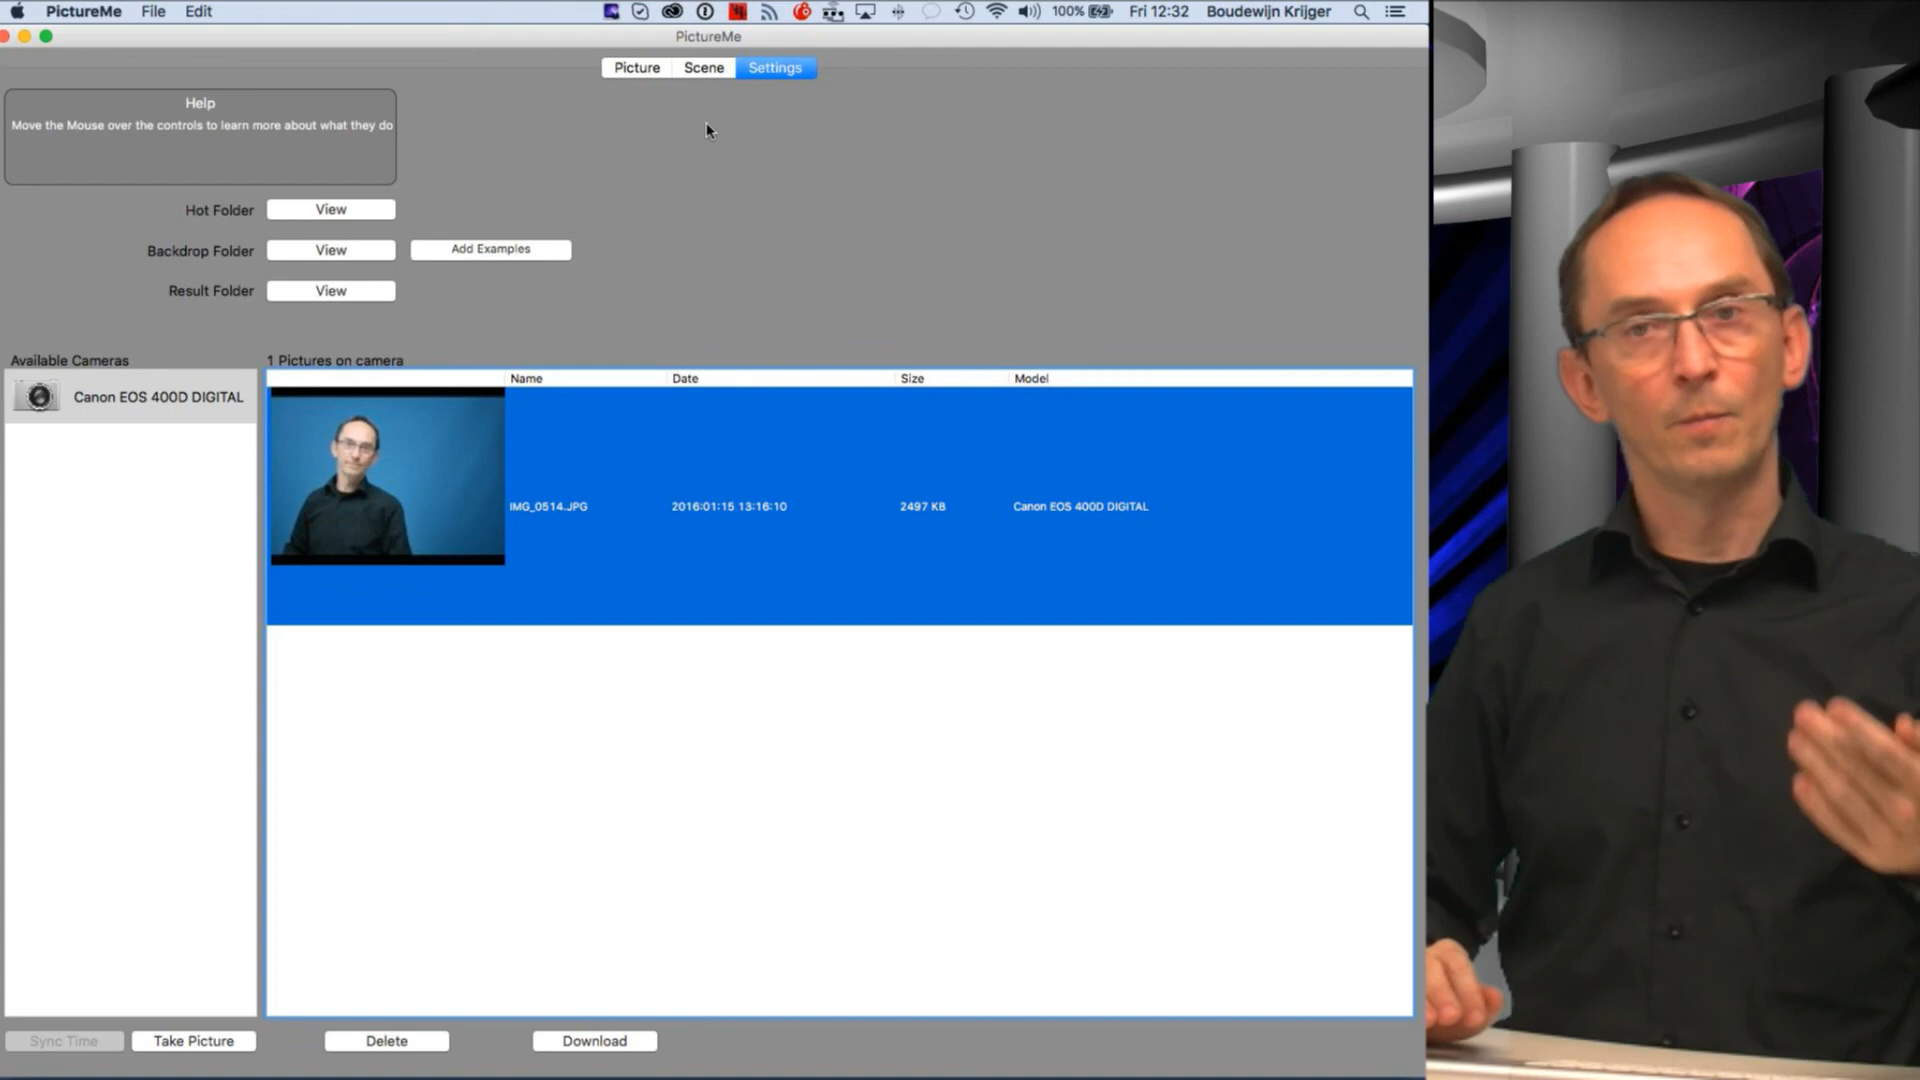 PictureMe File Edit 100% Fri 12:32 Boudewijn Krijger
PictureMe
Picture Scene Settings
Help
Move the Mouse over the controls to learn more about what they do
Hot Folder View
Backdrop Folder View Add Examples
Result Folder View
Available Cameras 1 Pictures on camera
Name Date Size Model
Canon EOS 400D DIGITAL
IMG_0514.JPG 2016:01:15 13:16:10 2497 KB Canon EOS 400D DIGITAL
Sync Time Take Picture Delete Download